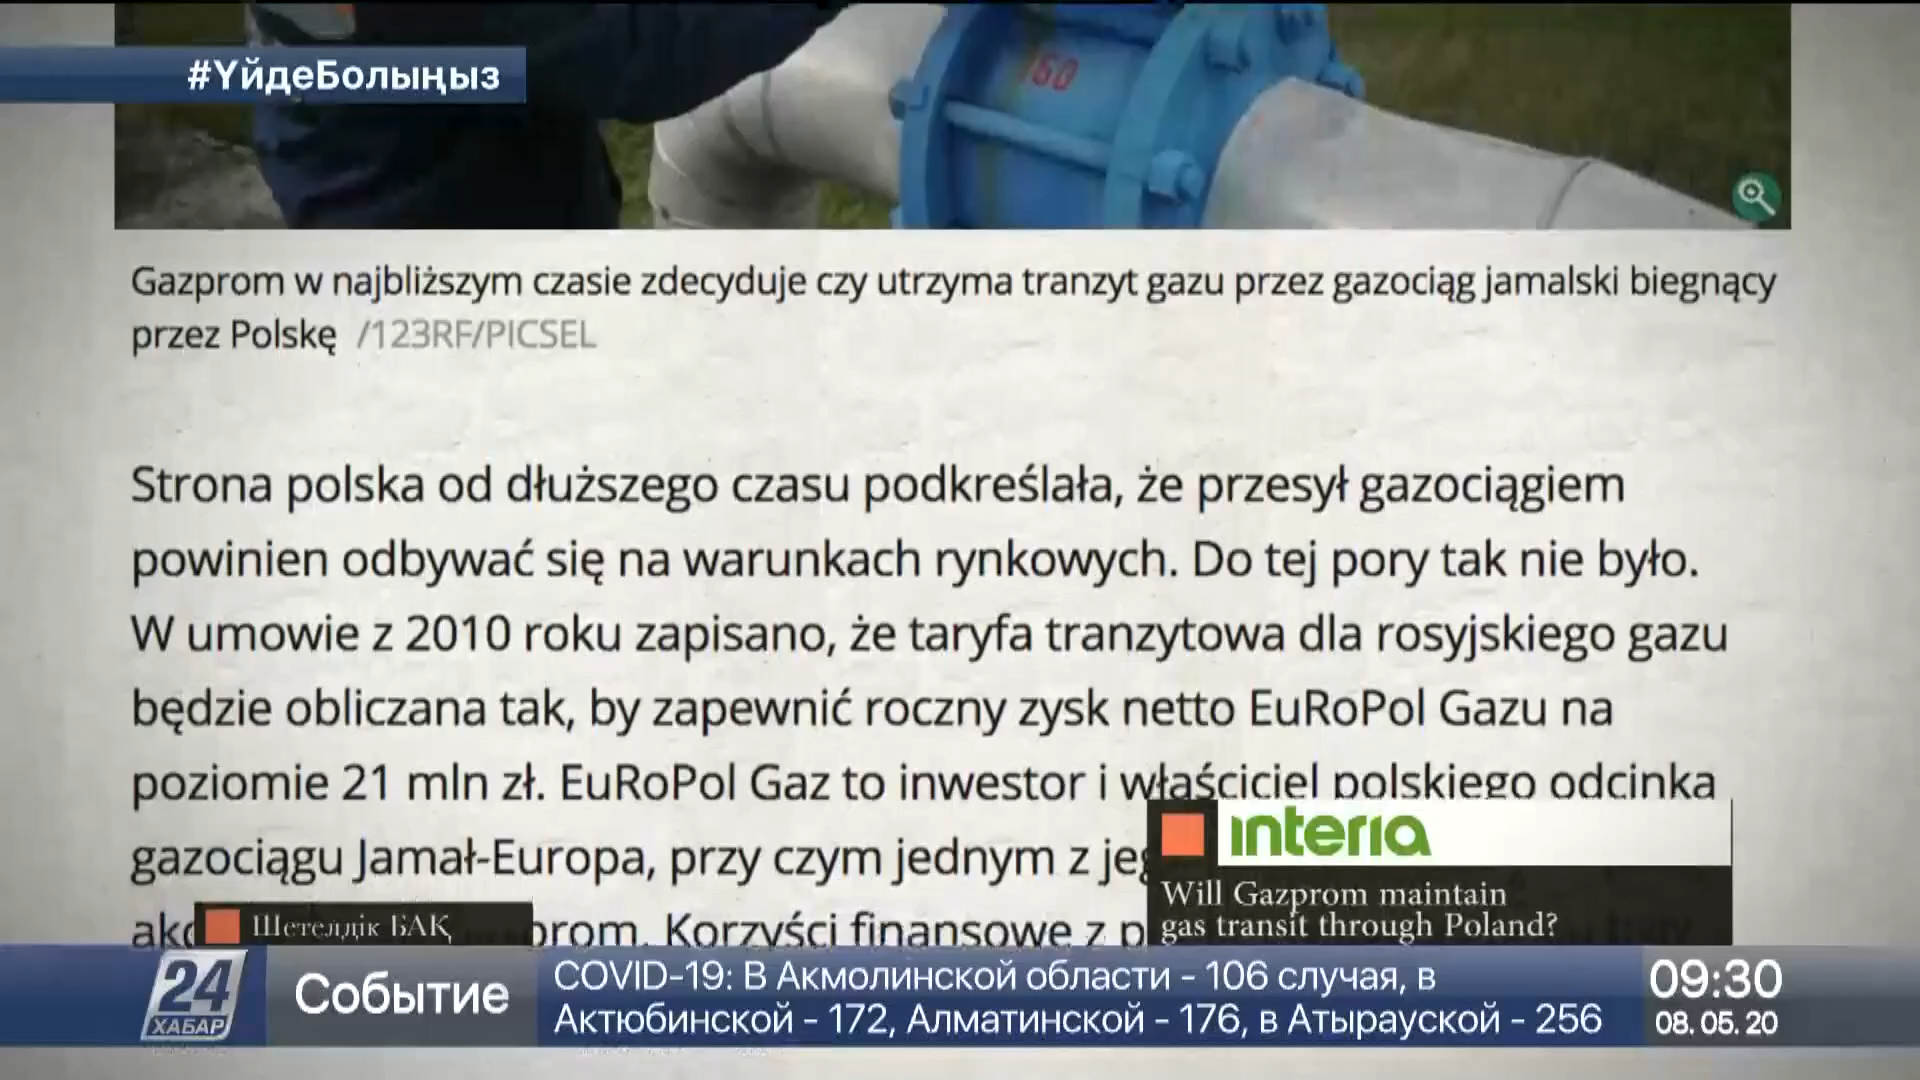 #ҮйдеБолыңыз
160
Gazprom w najbliższym czasie zdecyduje czy utrzyma tranzyt gazu przez gazociąg jamalski biegnący
przez Polskę /123RF/PICSEL
Strona polska od dłuższego czasu podkreślała, że przesył gazociągiem
powinien odbywać się na warunkach rynkowych. Do tej pory tak nie było.
W umowie z 2010 roku zapisano, że taryfa tranzytowa dla rosyjskiego gazu
będzie obliczana tak, by zapewnić roczny zysk netto EuRoPol Gazu na
poziomie 21 mln zł. EuRoPol Gaz to inwestor i właściciel polskiego odcinka
gazociągu Jamał-Europa, przy czym jednym z
Korzyści finansowe z
interia
Will Gazprom maintain
gas transit through Poland?
Шетелдік БАҚ
24
ХАБАР
Событие
COVID-19: В Акмолинской области - 106 случая, в
Актюбинской - 172, Алматинской - 176, в Атырауской - 256
09:30
08. 05. 20